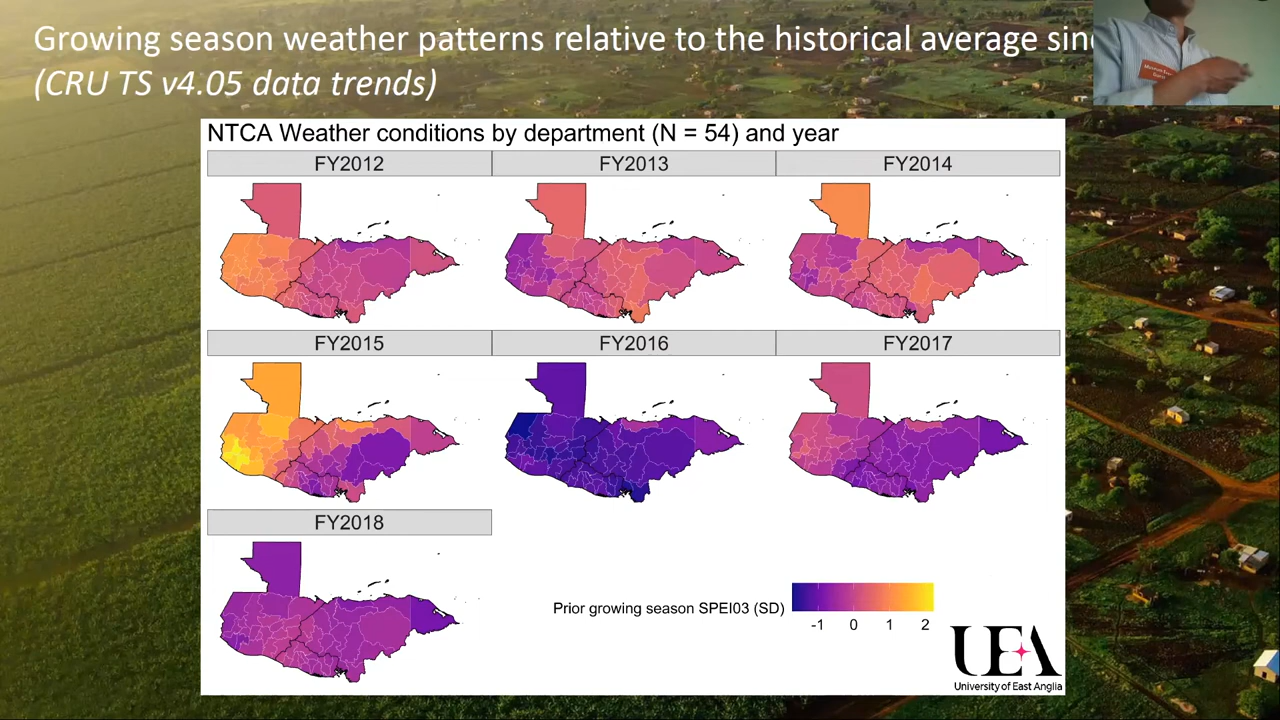 Growing season weather patterns relative to the historical average
(CRU TS v4.05 data trends)
NTCA Weather conditions by department (N = 54) and year
FY2012
FY2013
FY2014
FY2015
FY2016
FY2017
FY2018
Prior growing season SPEI03 (SD)
-1 0 1 2
UEA
University of East Anglia